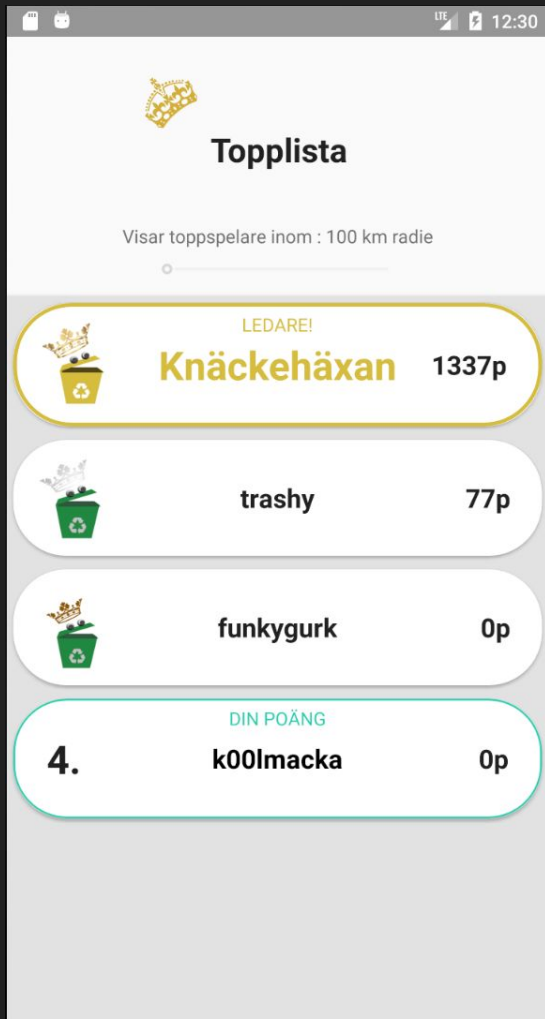 LTE 12:30
Topplista
Visar toppspelare inom : 100 km radie
LEDARE!
Knäckehäxan 1337p
trashy 77p
funkygurk 0p
DIN POÄNG
4. k00lmacka 0p